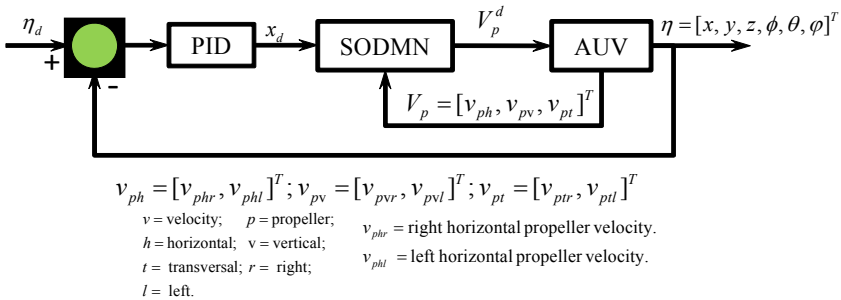 η_d + - PID x_d SODMN V_p^d AUV η = [x, y, z, ϕ, θ, φ]^T
V_p = [v_ph, v_pv, v_pt]^T
v_ph = [v_phr, v_phl]^T; v_pv = [v_pvr, v_pvl]^T; v_pt = [v_ptr, v_ptl]^T
v = velocity; p = propeller;
h = horizontal; v = vertical;
t = transversal; r = right;
l = left.
v_phr = right horizontal propeller velocity.
v_phl = left horizontal propeller velocity.